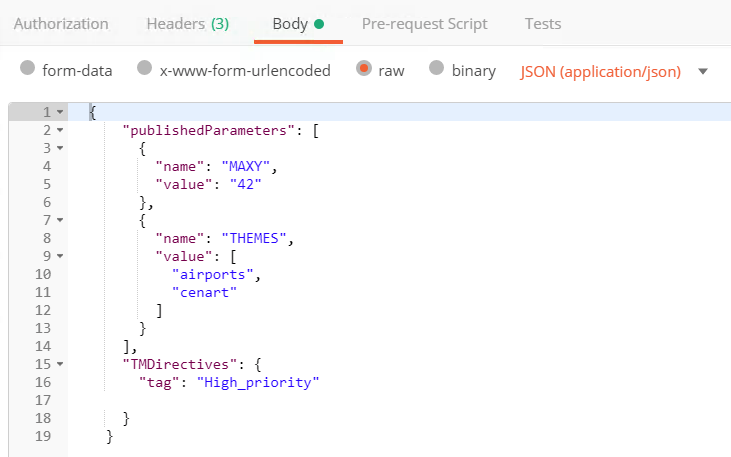 Authorization Headers (3) Body Pre-request Script Tests
form-data x-www-form-urlencoded raw binary JSON (application/json)
1 {
2 "publishedParameters": [
3 {
4 "name": "MAXY",
5 "value": "42"
6 },
7 {
8 "name": "THEMES",
9 "value": [
10 "airports",
11 "cenart"
12 ]
13 }
14 ],
15 "TMDirectives": {
16 "tag": "High_priority"
17
18 }
19 }